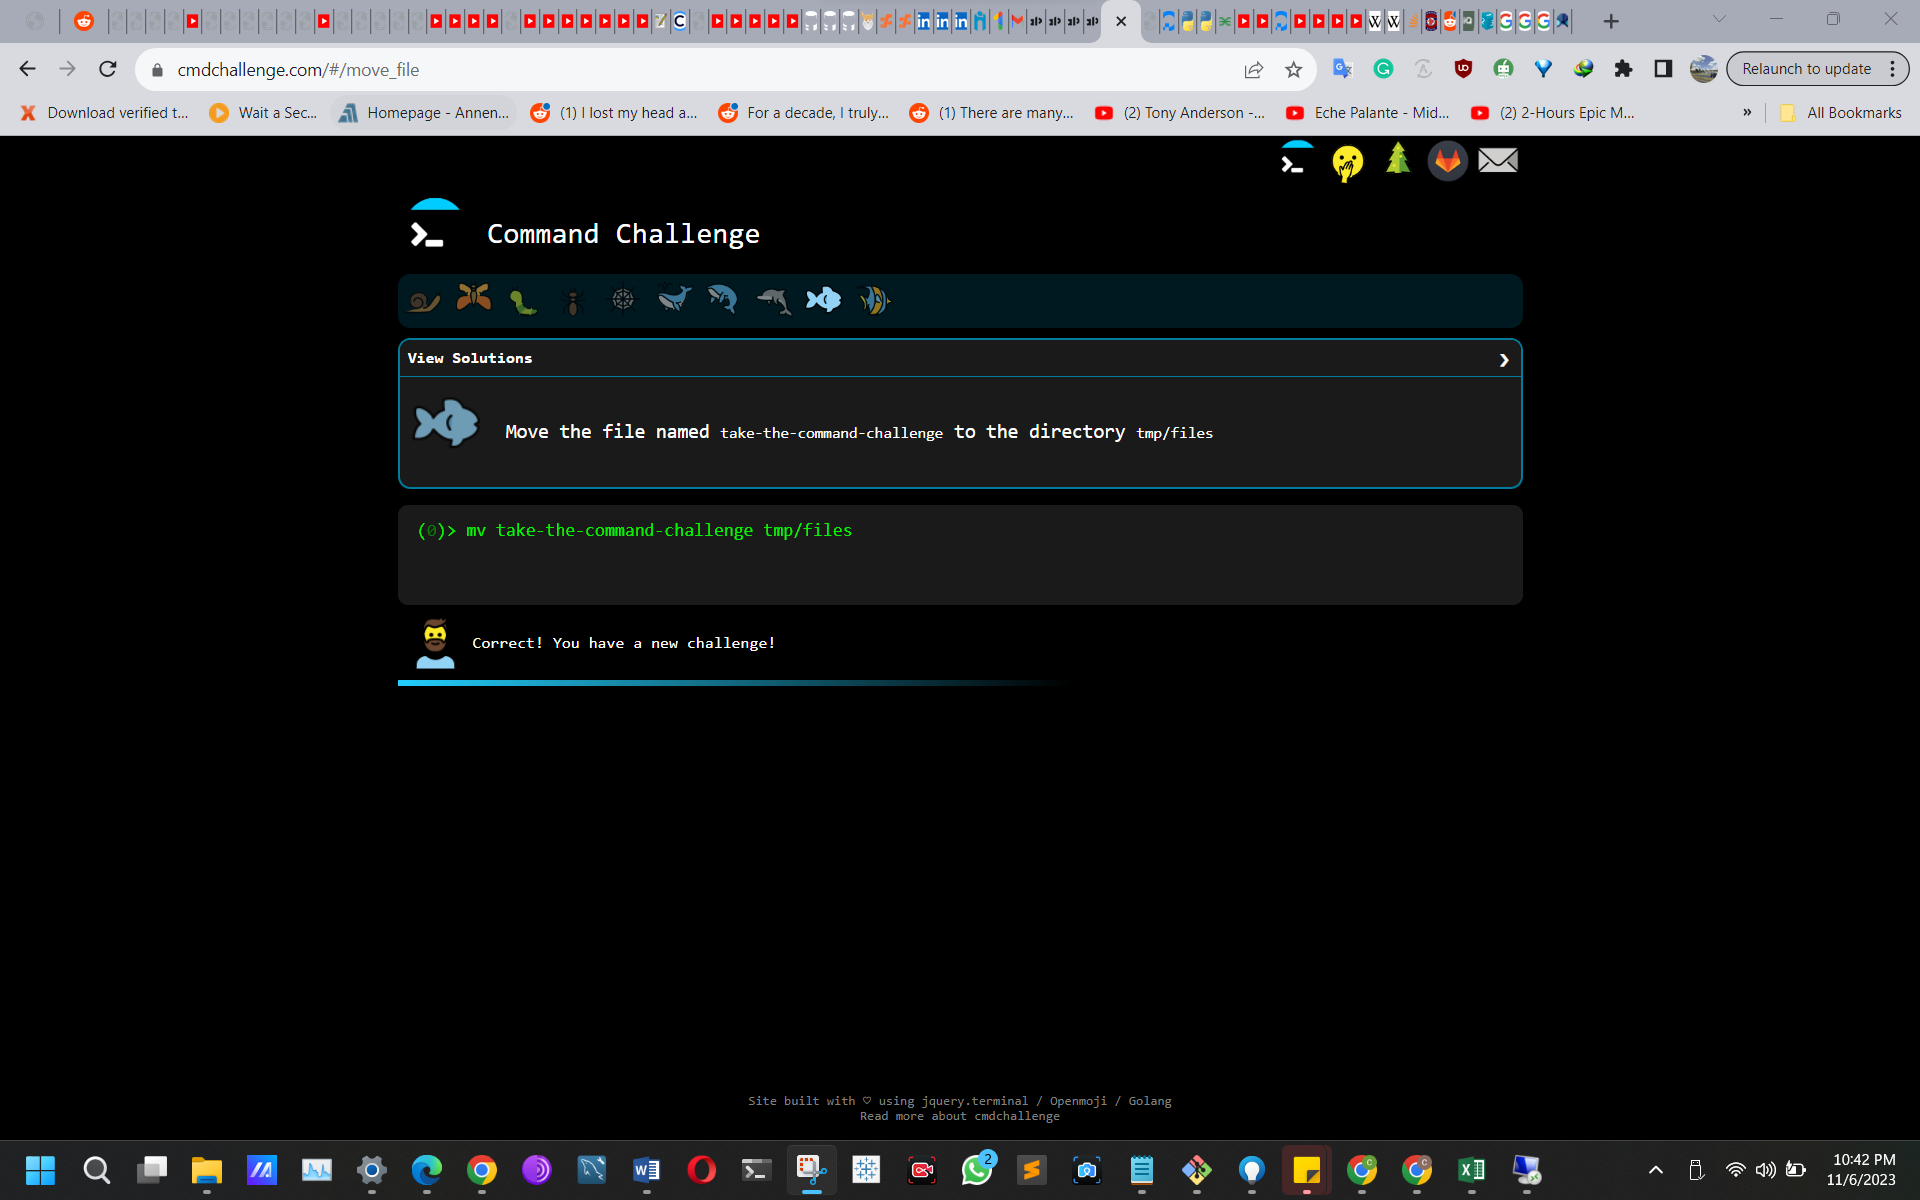 cmdchallenge.com/#/move_file
Relaunch to update
Download verified t...
Wait a Sec...
Homepage - Annen...
(1) I lost my head a...
For a decade, I truly...
(1) There are many...
(2) Tony Anderson -...
Eche Palante - Mid...
(2) 2-Hours Epic M...
»
All Bookmarks
Command Challenge
View Solutions
Move the file named take-the-command-challenge to the directory tmp/files
(0)> mv take-the-command-challenge tmp/files
Correct! You have a new challenge!
Site built with ♡ using jquery.terminal / Openmoji / Golang
Read more about cmdchallenge
2
10:42 PM
11/6/2023